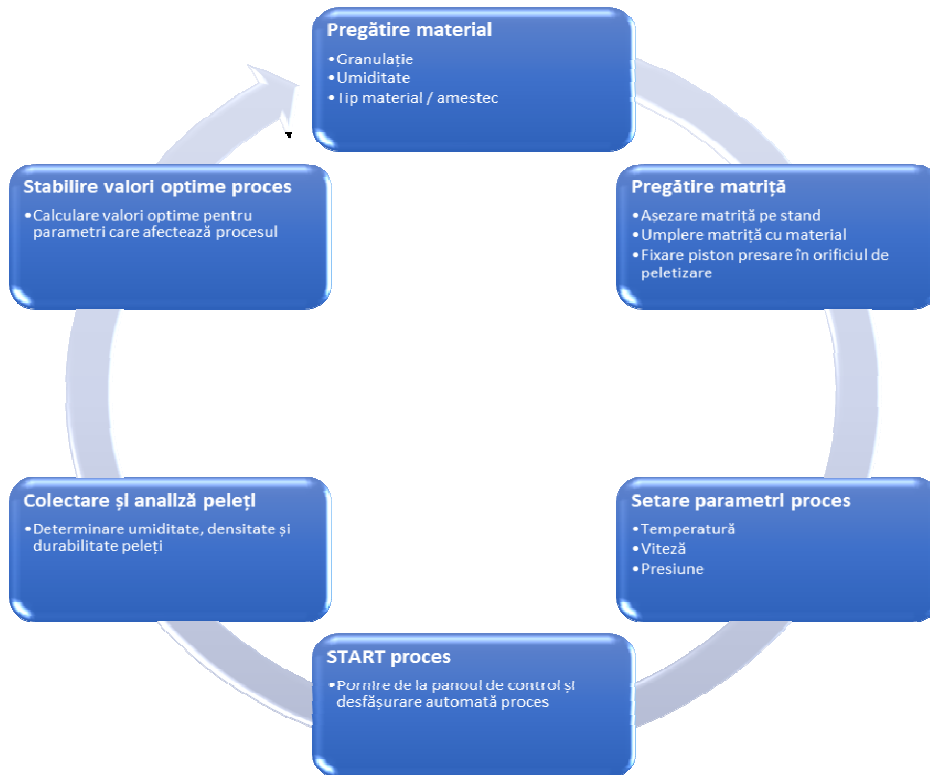 Pregătire material
•Granulație
•Umiditate
•Tip material / amestec
Pregătire matriță
•Așezare matriță pe stand
•Umplere matriță cu material
•Fixare piston presare în orificiul de
peletizare
Setare parametri proces
•Temperatură
•Viteză
•Presiune
START proces
•Pornire de la panoul de control și
desfășurare automată proces
Colectare și analiză peleți
•Determinare umiditate, densitate și
durabilitate peleți
Stabilire valori optime proces
•Calculare valori optime pentru
parametri care afectează procesul